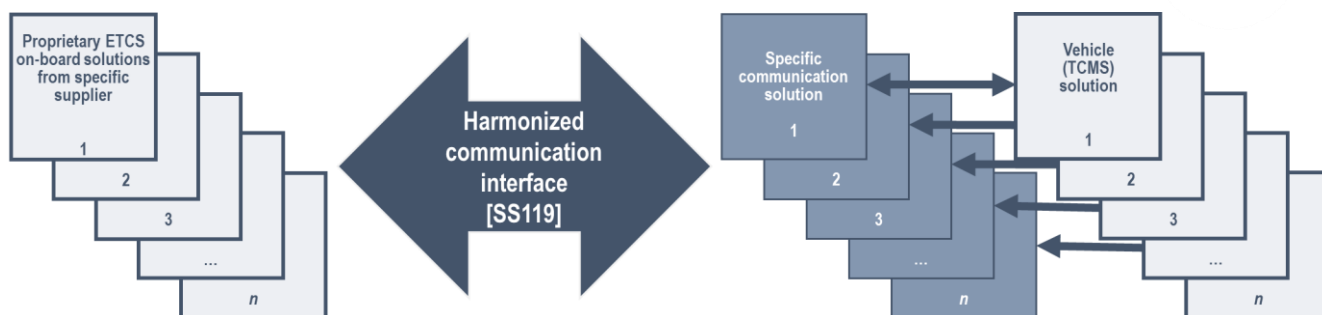 Proprietary ETCS
on-board solutions
from specific
supplier
1
2
3
...
n
Harmonized
communication
interface
[SS119]
Specific
communication
solution
1
2
3
...
n
Vehicle
(TCMS)
solution
1
2
3
...
n